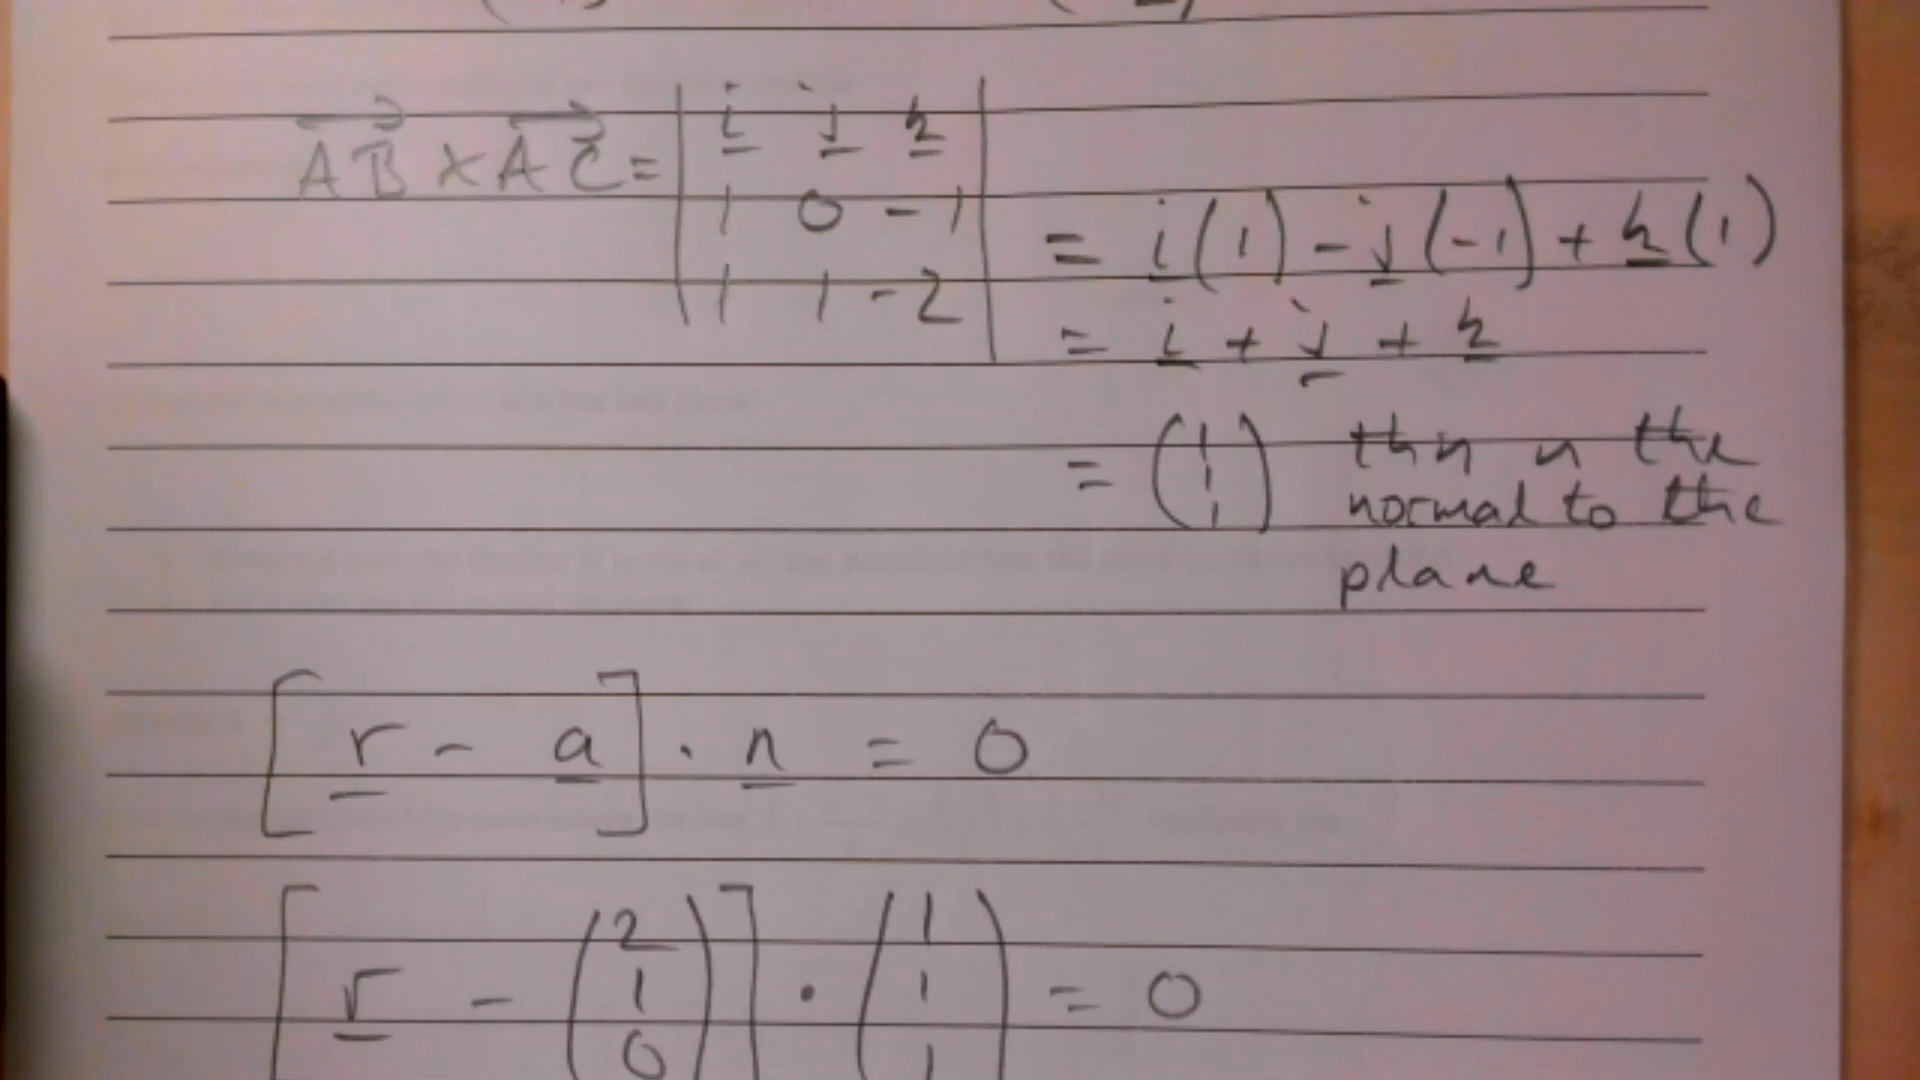 AB × AC = | i j k |
| 1 0 -1 |
| 1 1 -2 |
= i(1) - j(-1) + k(1)
= i + j + k
= (1 1 1) this is the
normal to the
plane
[r - a] · n = 0
[r - (2 1 0)] · (1 1 1) = 0